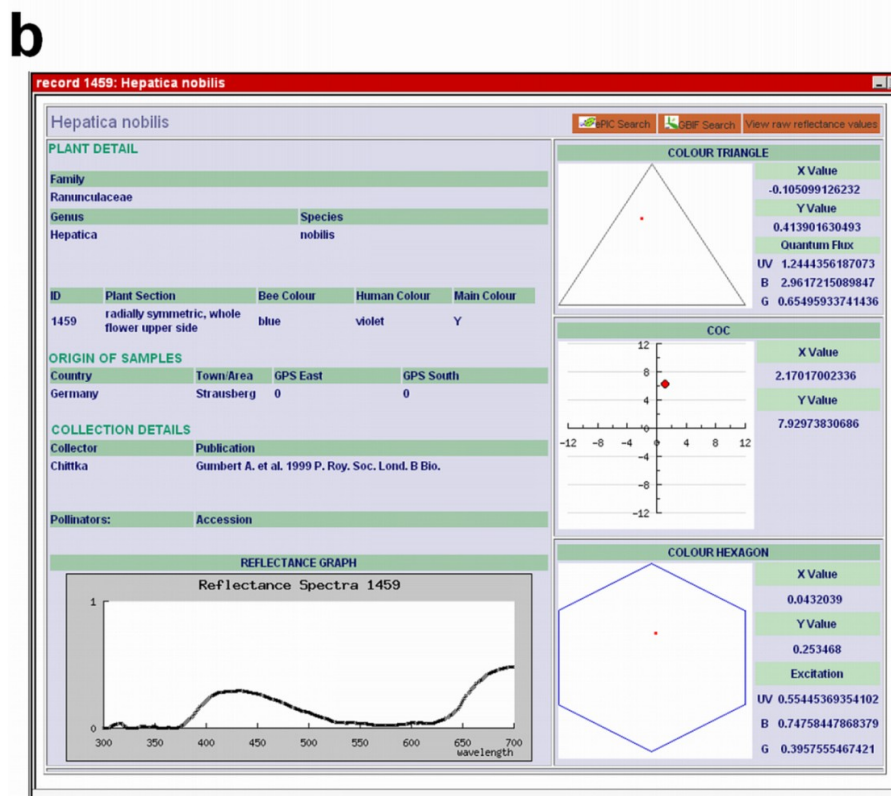 b
record 1459: Hepatica nobilis
Hepatica nobilis
ePIC Search GBIF Search View raw reflectance values
PLANT DETAIL
Family
Ranunculaceae
Genus Species
Hepatica nobilis
ID Plant Section Bee Colour Human Colour Main Colour
1459 radially symmetric, whole flower upper side blue violet Y
ORIGIN OF SAMPLES
Country Town/Area GPS East GPS South
Germany Strausberg 0 0
COLLECTION DETAILS
Collector Publication
Chittka Gumbert A. et al. 1999 P. Roy. Soc. Lond. B Bio.
Pollinators: Accession
REFLECTANCE GRAPH
Reflectance Spectra 1459
1
0
300 350 400 450 500 550 600 650 700
wavelength
COLOUR TRIANGLE
X Value
-0.105099126232
Y Value
0.413901630493
Quantum Flux
UV 1.2444356187073
B 2.9617215089847
G 0.65495933741436
COC
12
8
4
0
-12 -8 -4 0 4 8 12
-4
-8
-12
X Value
2.17017002336
Y Value
7.92973830686
COLOUR HEXAGON
X Value
0.0432039
Y Value
0.253468
Excitation
UV 0.55445369354102
B 0.74758447868379
G 0.3957555467421